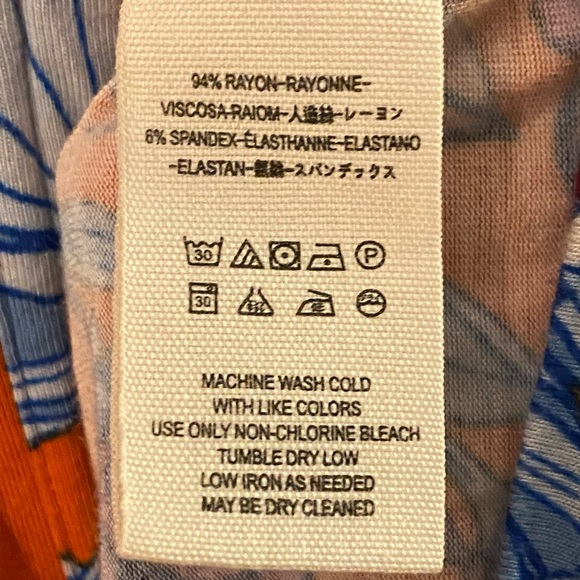 94% RAYON-RAYONNE-
VISCOSA-RAIOM-人造絲-レーヨン
6% SPANDEX-ÉLASTHANNE-ELASTANO
-ELASTAN-氨綸-スパンデックス
30 P
30
MACHINE WASH COLD
WITH LIKE COLORS
USE ONLY NON-CHLORINE BLEACH
TUMBLE DRY LOW
LOW IRON AS NEEDED
MAY BE DRY CLEANED